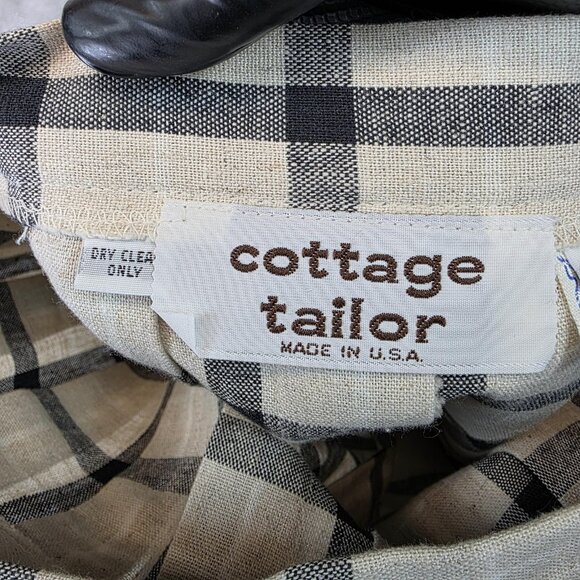 DRY CLEA
ONLY
cottage
tailor
MADE IN U.S.A.